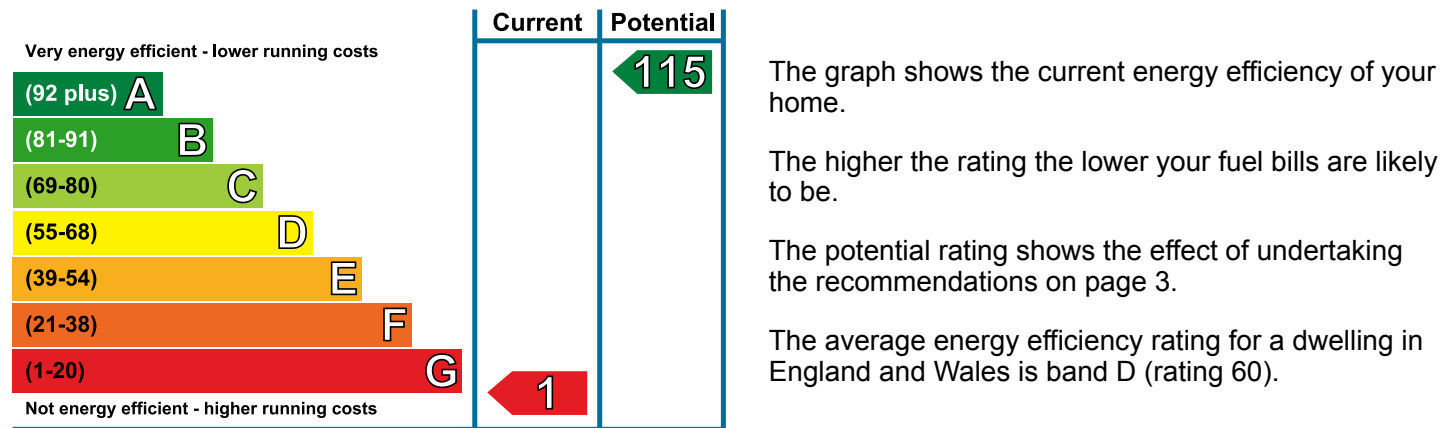 Current Potential
Very energy efficient - lower running costs
(92 plus) A
115
(81-91) B
(69-80) C
(55-68) D
(39-54) E
(21-38) F
(1-20) G
1
Not energy efficient - higher running costs
The graph shows the current energy efficiency of your
home.
The higher the rating the lower your fuel bills are likely
to be.
The potential rating shows the effect of undertaking
the recommendations on page 3.
The average energy efficiency rating for a dwelling in
England and Wales is band D (rating 60).